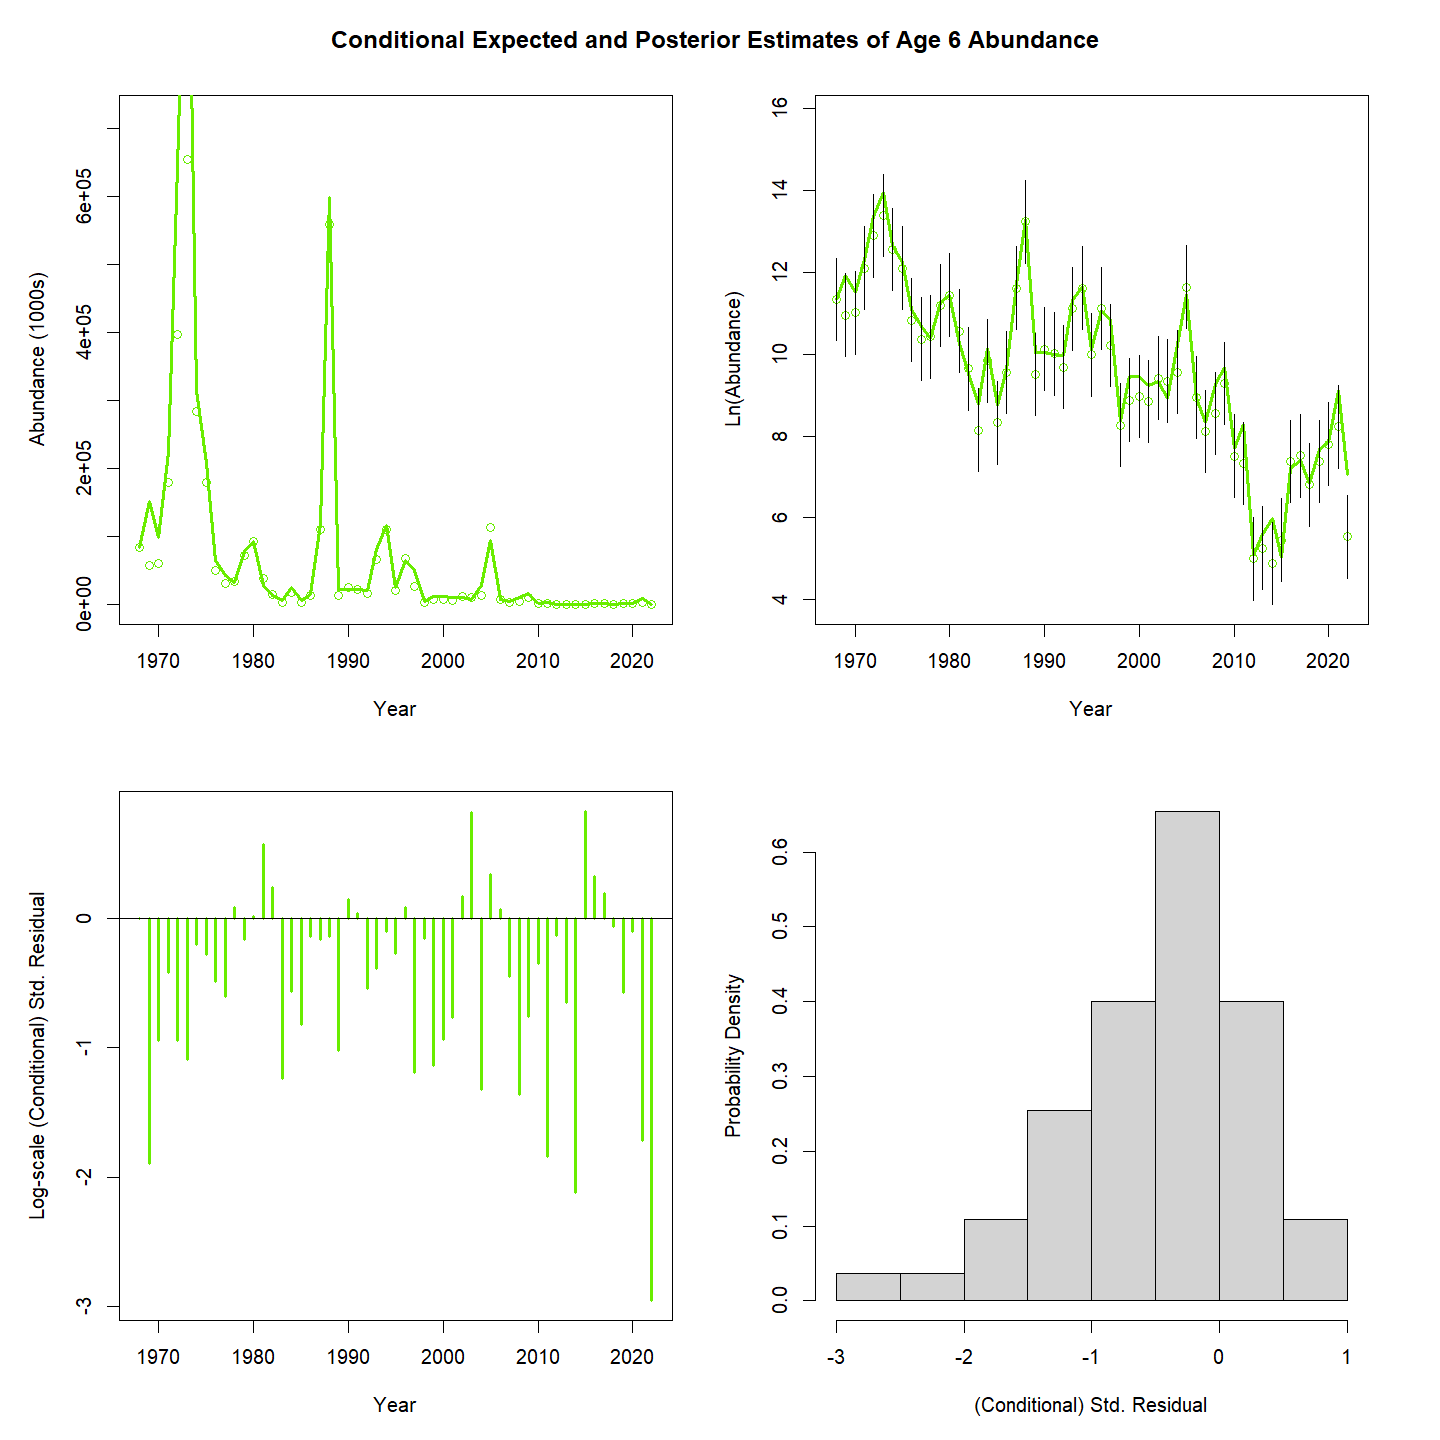 Conditional Expected and Posterior Estimates of Age 6 Abundance
Abundance (1000s)
0e+00
2e+05
4e+05
6e+05
1970 1980 1990 2000 2010 2020
Year
Ln(Abundance)
4
6
8
10
12
14
16
1970 1980 1990 2000 2010 2020
Year
Log-scale (Conditional) Std. Residual
-3
-2
-1
0
1970 1980 1990 2000 2010 2020
Year
Probability Density
0.0
0.1
0.2
0.3
0.4
0.5
0.6
-3 -2 -1 0 1
(Conditional) Std. Residual